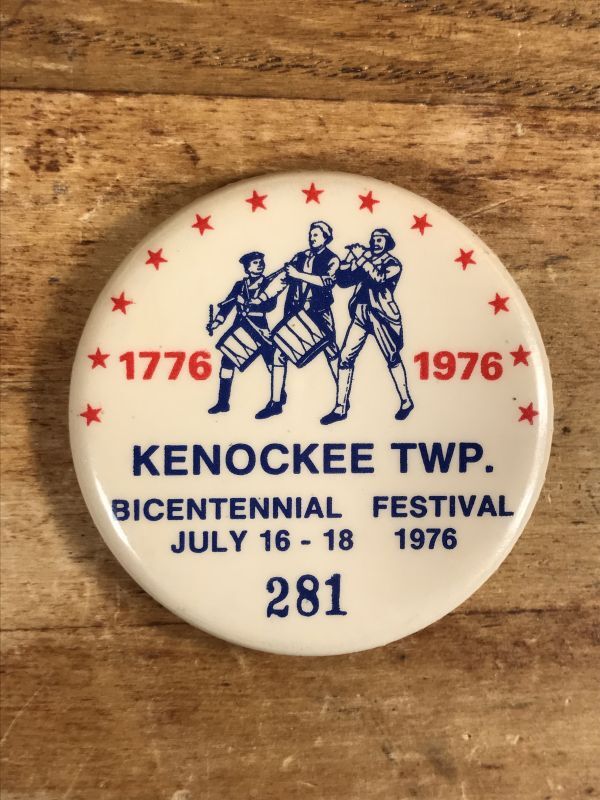 1776 1976
KENOCKEE TWP.
BICENTENNIAL FESTIVAL
JULY 16 - 18 1976
281